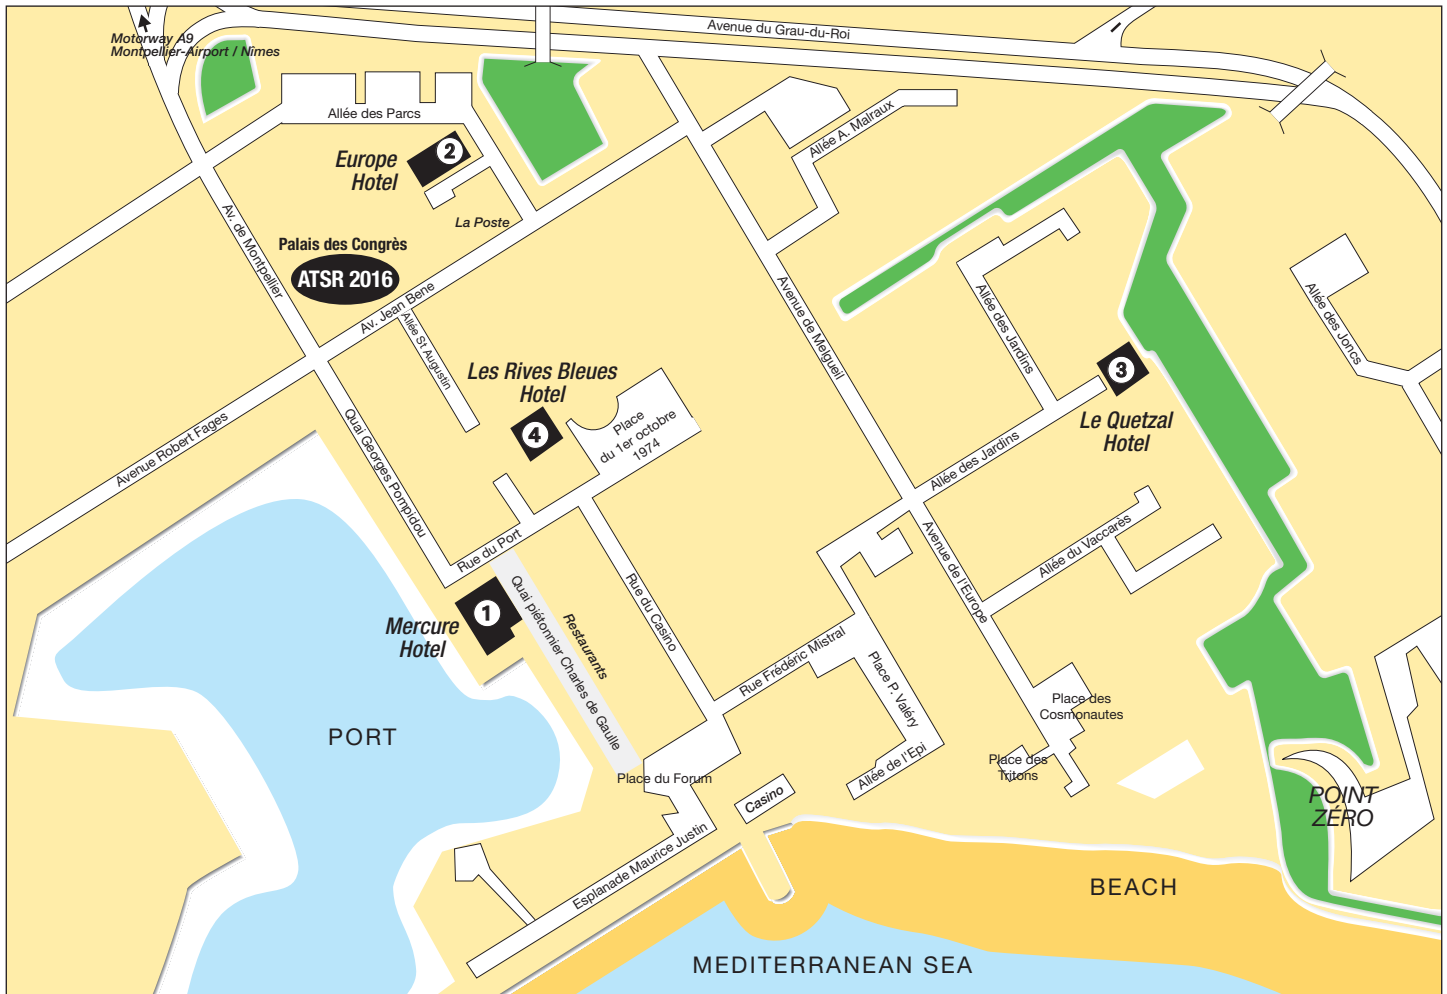 Motorway A9
Montpellier-Airport / Nîmes
Avenue du Grau-du-Roi
Allée des Parcs
Allée A. Malraux
Europe
Hotel
2
La Poste
Av. de Montpellier
Palais des Congrès
ATSR 2016
Av. Jean Bene
Allée St Augustin
Avenue de Melgueil
Allée des Jardins
Allée des Joncs
Les Rives Bleues
Hotel
4
Place
du 1er octobre
1974
3
Le Quetzal
Hotel
Allée des Jardins
Avenue Robert Fages
Quai Georges Pompidou
Rue du Port
Avenue de l'Europe
Allée du Vaccarès
1
Mercure
Hotel
Quai piétonnier Charles de Gaulle
Restaurants
Rue du Casino
Rue Frédéric Mistral
Place P. Valéry
Place des
Cosmonautes
PORT
Place du Forum
Casino
Allée de l'Epi
Place des
Tritons
POINT
ZÉRO
Esplanade Maurice Justin
BEACH
MEDITERRANEAN SEA